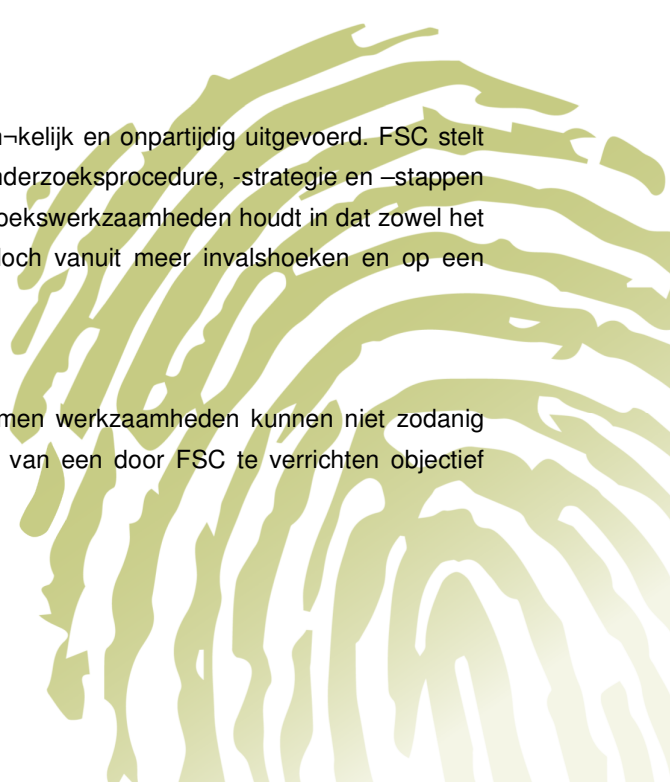 ¬kelijk en onpartijdig uitgevoerd. FSC stelt
nderzoeksprocedure, -strategie en –stappen
oekswerkzaamheden houdt in dat zowel het
och vanuit meer invalshoeken en op een
men werkzaamheden kunnen niet zodanig
van een door FSC te verrichten objectief